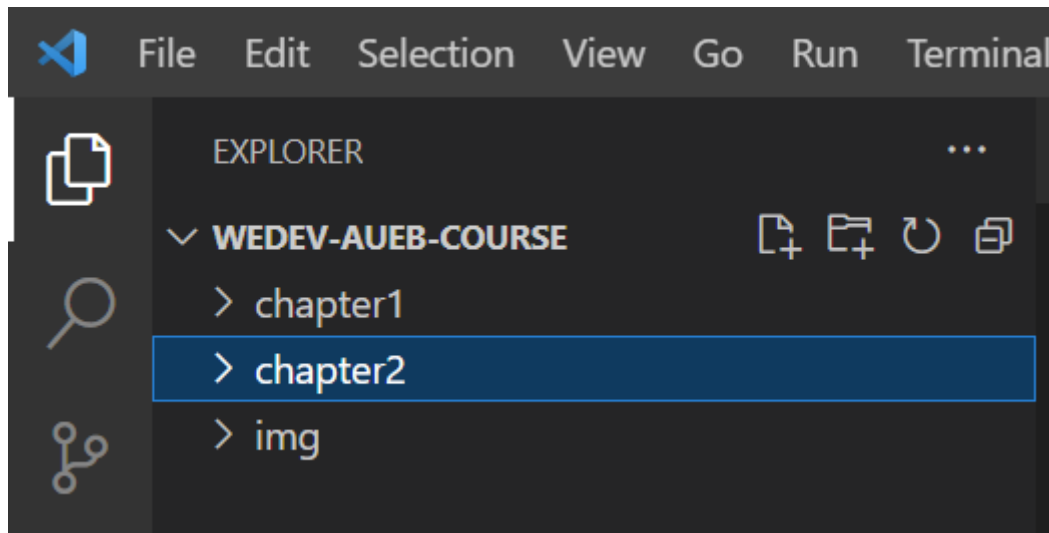 File Edit Selection View Go Run Terminal
EXPLORER
WEDEV-AUEB-COURSE
chapter1
chapter2
img